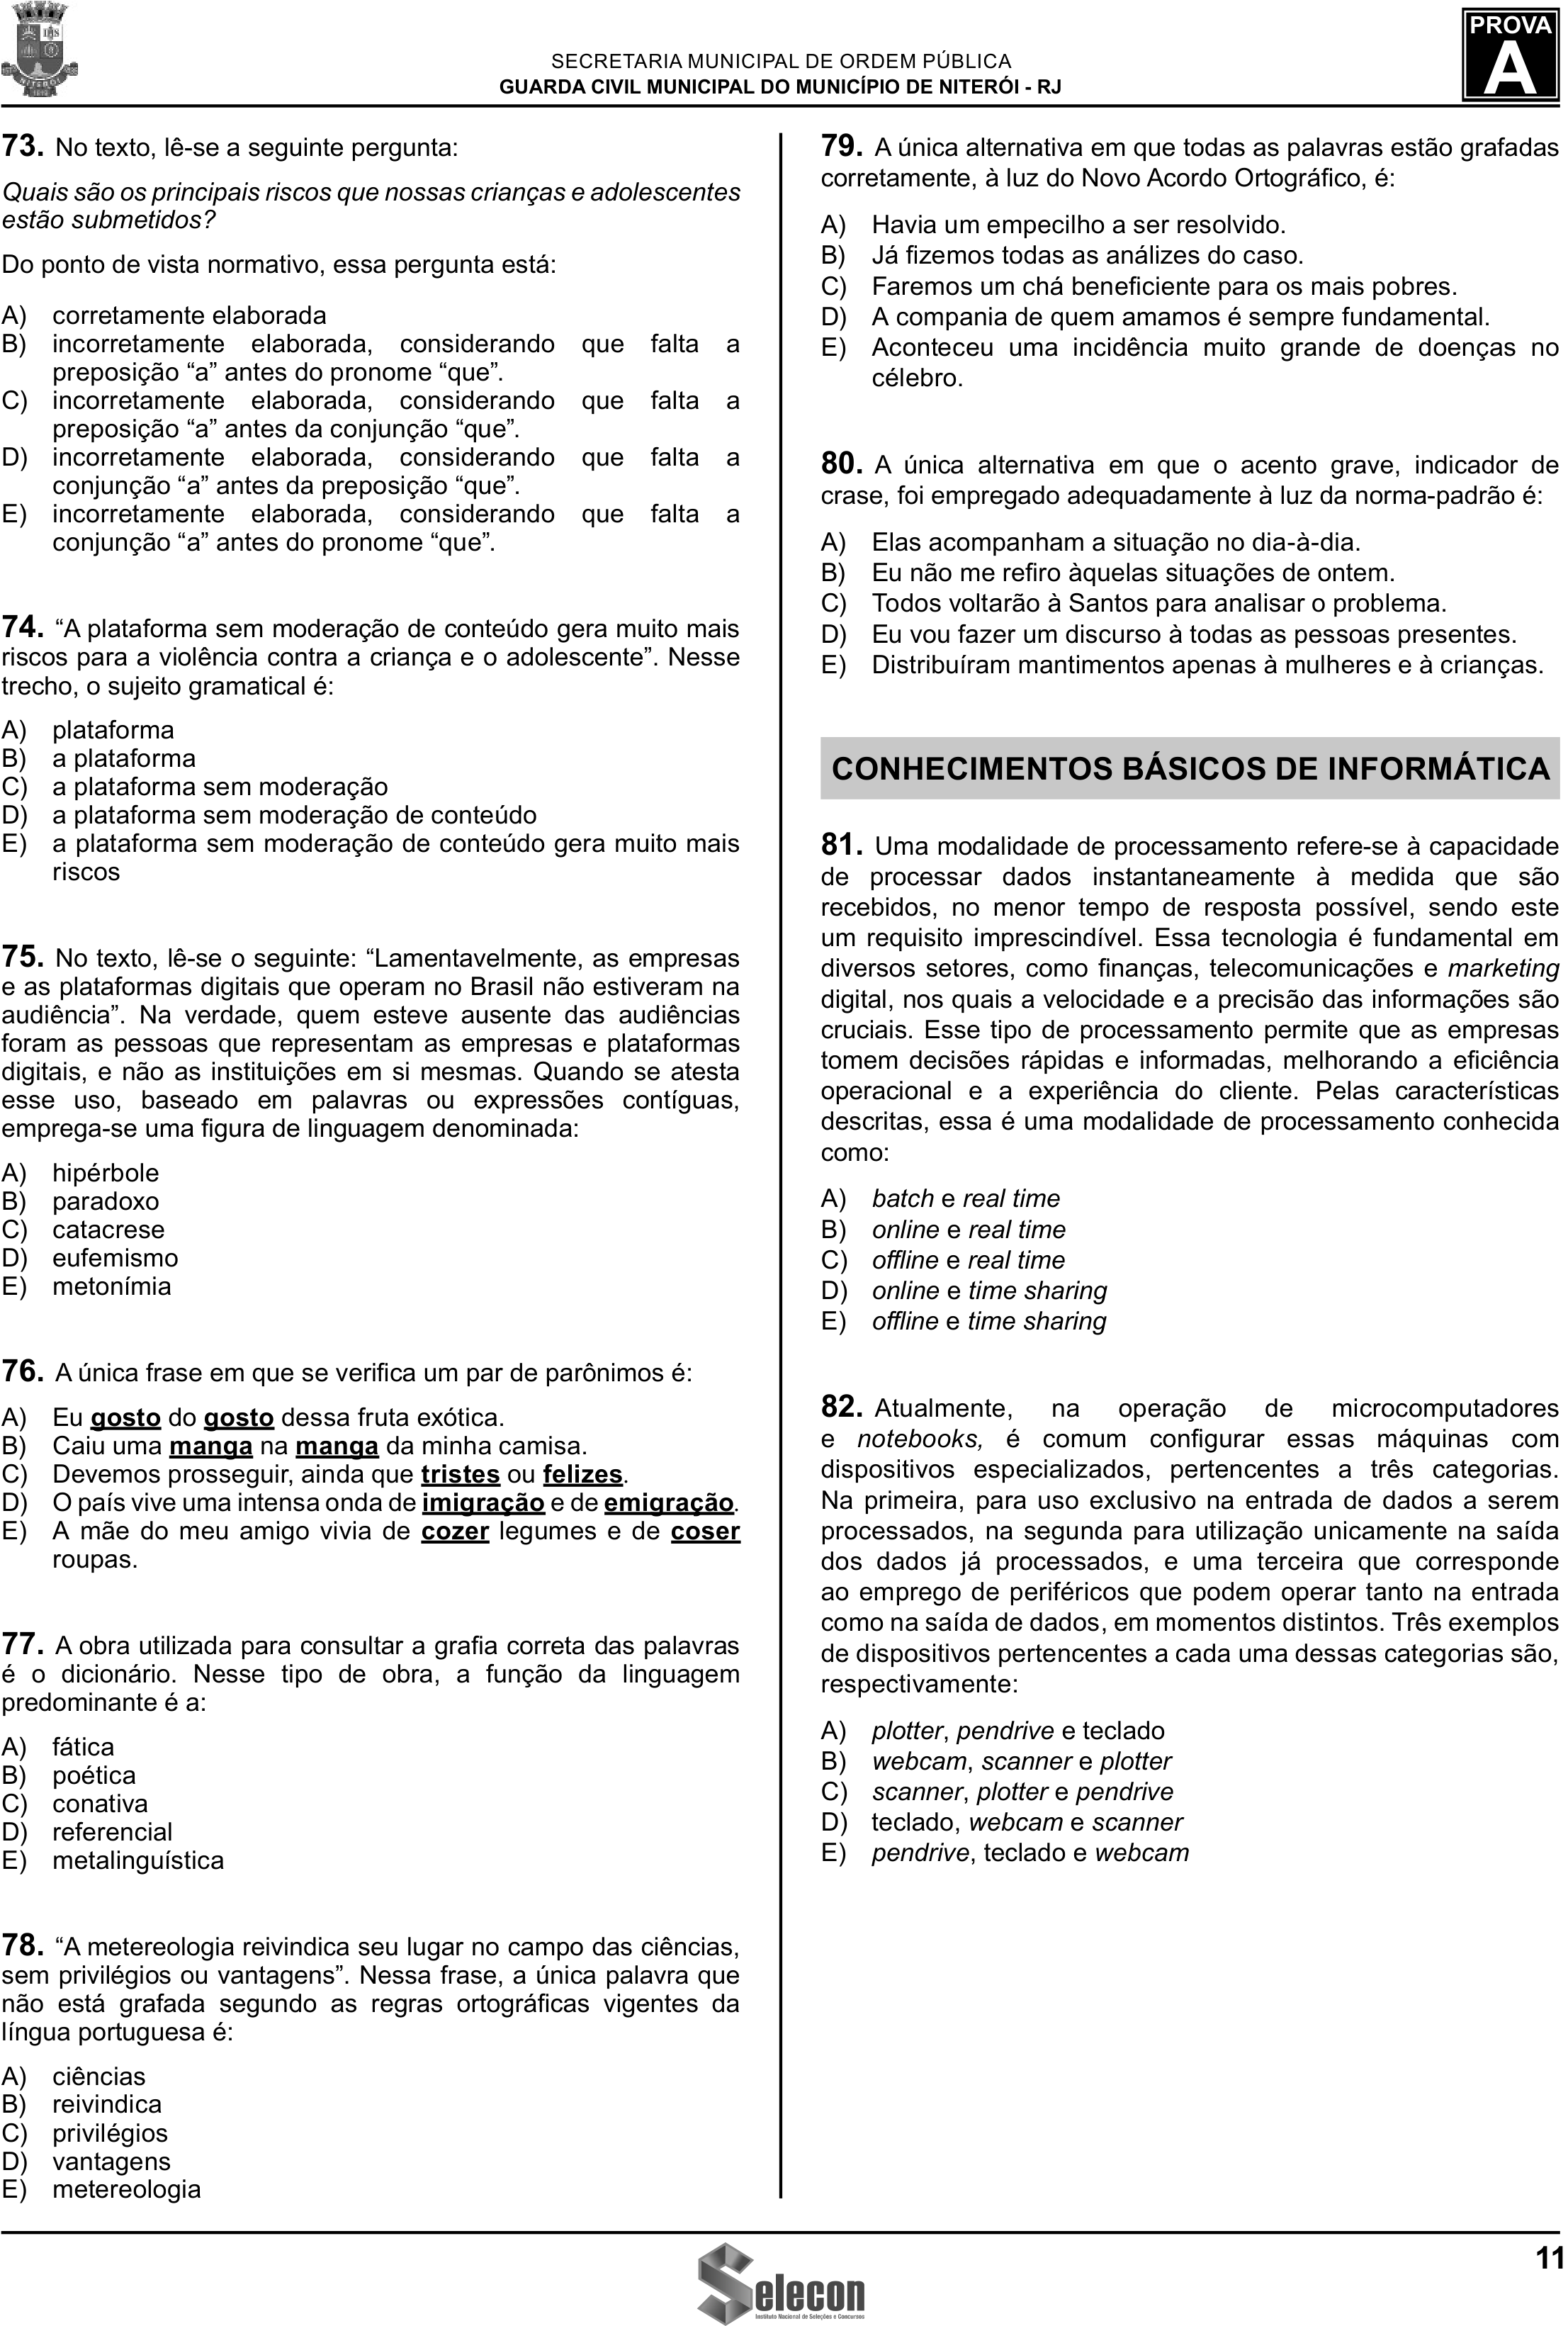 SECRETARIA MUNICIPAL DE ORDEM PÚBLICA
GUARDA CIVIL MUNICIPAL DO MUNICÍPIO DE NITERÓI - RJ
PROVA
A
NITERÓI
73. No texto, lê-se a seguinte pergunta:
Quais são os principais riscos que nossas crianças e adolescentes
estão submetidos?
Do ponto de vista normativo, essa pergunta está:
A) corretamente elaborada
B) incorretamente elaborada, considerando que falta a
preposição “a” antes do pronome “que”.
C) incorretamente elaborada, considerando que falta a
preposição “a” antes da conjunção “que”.
D) incorretamente elaborada, considerando que falta a
conjunção “a” antes da preposição “que”.
E) incorretamente elaborada, considerando que falta a
conjunção “a” antes do pronome “que”.
74. “A plataforma sem moderação de conteúdo gera muito mais
riscos para a violência contra a criança e o adolescente”. Nesse
trecho, o sujeito gramatical é:
A) plataforma
B) a plataforma
C) a plataforma sem moderação
D) a plataforma sem moderação de conteúdo
E) a plataforma sem moderação de conteúdo gera muito mais
riscos
75. No texto, lê-se o seguinte: “Lamentavelmente, as empresas
e as plataformas digitais que operam no Brasil não estiveram na
audiência”. Na verdade, quem esteve ausente das audiências
foram as pessoas que representam as empresas e plataformas
digitais, e não as instituições em si mesmas. Quando se atesta
esse uso, baseado em palavras ou expressões contíguas,
emprega-se uma figura de linguagem denominada:
A) hipérbole
B) paradoxo
C) catacrese
D) eufemismo
E) metonímia
76. A única frase em que se verifica um par de parônimos é:
A) Eu gosto do gosto dessa fruta exótica.
B) Caiu uma manga na manga da minha camisa.
C) Devemos prosseguir, ainda que tristes ou felizes.
D) O país vive uma intensa onda de imigração e de emigração.
E) A mãe do meu amigo vivia de cozer legumes e de coser
roupas.
77. A obra utilizada para consultar a grafia correta das palavras
é o dicionário. Nesse tipo de obra, a função da linguagem
predominante é a:
A) fática
B) poética
C) conativa
D) referencial
E) metalinguística
78. “A metereologia reivindica seu lugar no campo das ciências,
sem privilégios ou vantagens”. Nessa frase, a única palavra que
não está grafada segundo as regras ortográficas vigentes da
língua portuguesa é:
A) ciências
B) reivindica
C) privilégios
D) vantagens
E) metereologia
79. A única alternativa em que todas as palavras estão grafadas
corretamente, à luz do Novo Acordo Ortográfico, é:
A) Havia um empecilho a ser resolvido.
B) Já fizemos todas as análizes do caso.
C) Faremos um chá beneficiente para os mais pobres.
D) A compania de quem amamos é sempre fundamental.
E) Aconteceu uma incidência muito grande de doenças no
célebro.
80. A única alternativa em que o acento grave, indicador de
crase, foi empregado adequadamente à luz da norma-padrão é:
A) Elas acompanham a situação no dia-à-dia.
B) Eu não me refiro àquelas situações de ontem.
C) Todos voltarão à Santos para analisar o problema.
D) Eu vou fazer um discurso à todas as pessoas presentes.
E) Distribuíram mantimentos apenas à mulheres e à crianças.
CONHECIMENTOS BÁSICOS DE INFORMÁTICA
81. Uma modalidade de processamento refere-se à capacidade
de processar dados instantaneamente à medida que são
recebidos, no menor tempo de resposta possível, sendo este
um requisito imprescindível. Essa tecnologia é fundamental em
diversos setores, como finanças, telecomunicações e marketing
digital, nos quais a velocidade e a precisão das informações são
cruciais. Esse tipo de processamento permite que as empresas
tomem decisões rápidas e informadas, melhorando a eficiência
operacional e a experiência do cliente. Pelas características
descritas, essa é uma modalidade de processamento conhecida
como:
A) batch e real time
B) online e real time
C) offline e real time
D) online e time sharing
E) offline e time sharing
82. Atualmente, na operação de microcomputadores
e notebooks, é comum configurar essas máquinas com
dispositivos especializados, pertencentes a três categorias.
Na primeira, para uso exclusivo na entrada de dados a serem
processados, na segunda para utilização unicamente na saída
dos dados já processados, e uma terceira que corresponde
ao emprego de periféricos que podem operar tanto na entrada
como na saída de dados, em momentos distintos. Três exemplos
de dispositivos pertencentes a cada uma dessas categorias são,
respectivamente:
A) plotter, pendrive e teclado
B) webcam, scanner e plotter
C) scanner, plotter e pendrive
D) teclado, webcam e scanner
E) pendrive, teclado e webcam
11
Selecon
Instituto Nacional de Seleções e Concursos